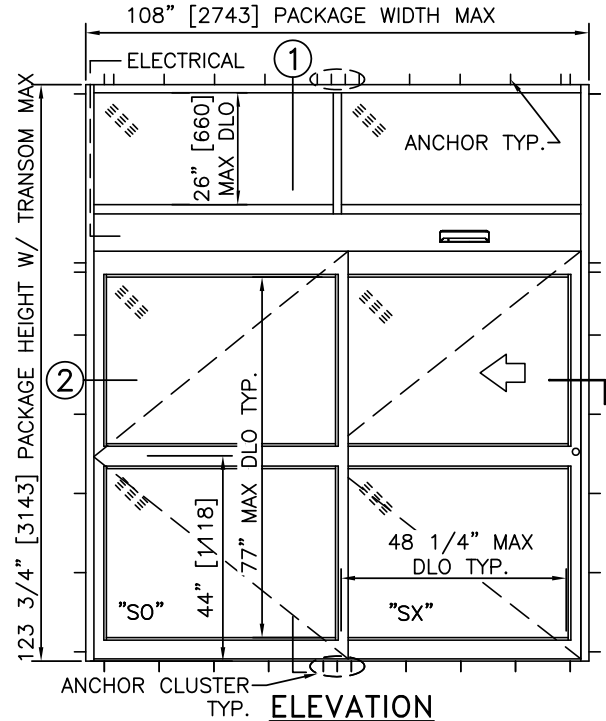 108" [2743] PACKAGE WIDTH MAX
ELECTRICAL
1
26" [660]
MAX DLO
ANCHOR TYP.
123 3/4" [3143] PACKAGE HEIGHT W/ TRANSOM MAX
2
77" MAX DLO TYP.
44" [1118]
48 1/4" MAX
DLO TYP.
"SO"
"SX"
ANCHOR CLUSTER
TYP.
ELEVATION